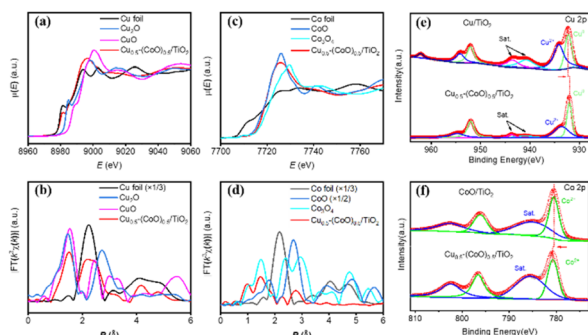 (a)
Cu foil
Cu₂O
CuO
Cu₀.₅-(CoO)₀.₅/TiO₂
μ(E) (a.u.)
8960 8980 9000 9020 9040 9060
E (eV)
(c)
Co foil
CoO
Co₃O₄
Cu₀.₅-(CoO)₀.₅/TiO₂
μ(E) (a.u.)
7700 7720 7740 7760
E (eV)
(e)
Cu/TiO₂
Cu 2p
Sat.
Cu²⁺
Cu⁰
Cu₀.₅-(CoO)₀.₅/TiO₂
Sat.
Cu²⁺
Cu⁰
Intensity(a.u.)
960 950 940 930
Binding Energy(eV)
(b)
Cu foil (×1/3)
Cu₂O
CuO
Cu₀.₅-(CoO)₀.₅/TiO₂
FT(k³χ(k)) (a.u.)
0 2 4 6
R (Å)
(d)
Co foil (×1/3)
CoO (×1/2)
Co₃O₄
Cu₀.₅-(CoO)₀.₅/TiO₂
FT(k³χ(k)) (a.u.)
0 1 2 3 4 5 6
R (Å)
(f)
CoO/TiO₂
Co 2p
Sat.
Co²⁺
Cu₀.₅-(CoO)₀.₅/TiO₂
Sat.
Co²⁺
Intensity(a.u.)
810 800 790 780
Binding Energy(eV)